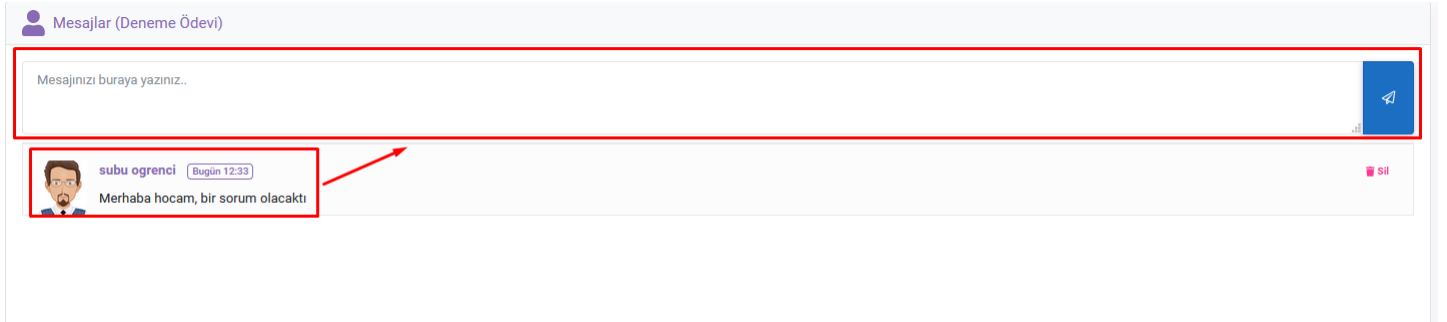 Mesajlar (Deneme Ödevi)
Mesajınızı buraya yazınız..
subu ogrenci Bugün 12:33
Sil
Merhaba hocam, bir sorum olacaktı